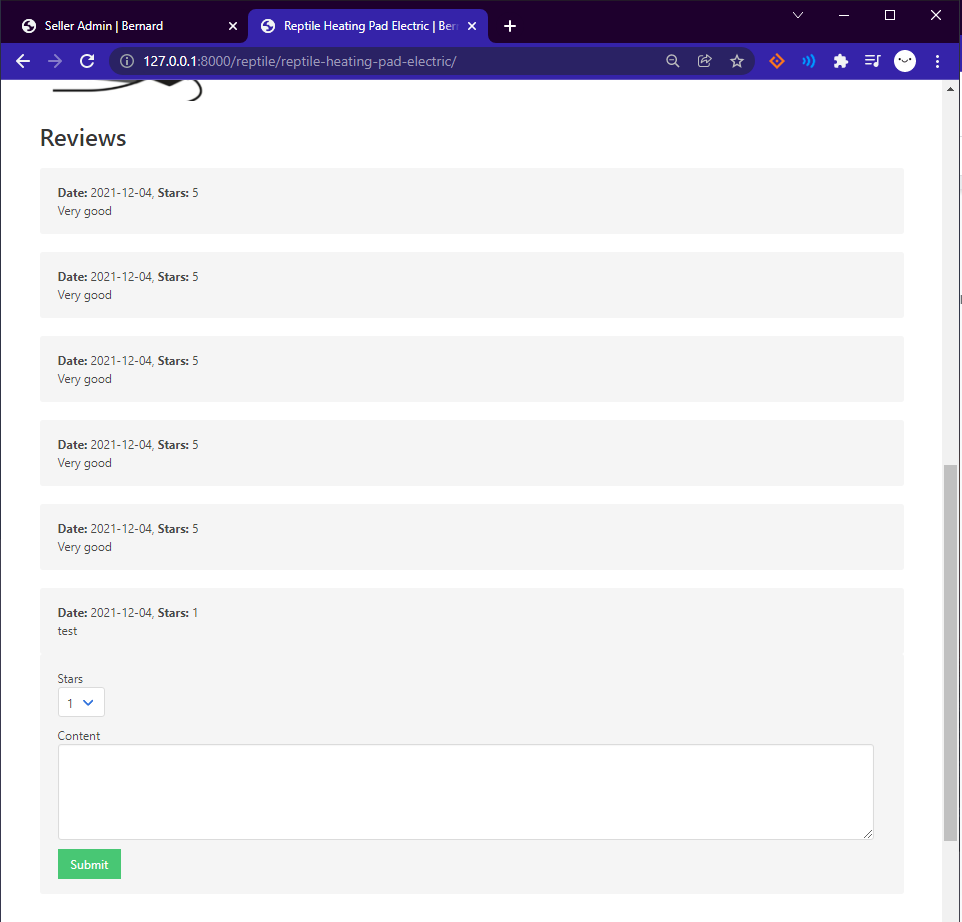 Seller Admin | Bernard
Reptile Heating Pad Electric | Ber
127.0.0.1:8000/reptile/reptile-heating-pad-electric/
Reviews
Date: 2021-12-04, Stars: 5
Very good
Date: 2021-12-04, Stars: 5
Very good
Date: 2021-12-04, Stars: 5
Very good
Date: 2021-12-04, Stars: 5
Very good
Date: 2021-12-04, Stars: 5
Very good
Date: 2021-12-04, Stars: 1
test
Stars
1
Content
Submit